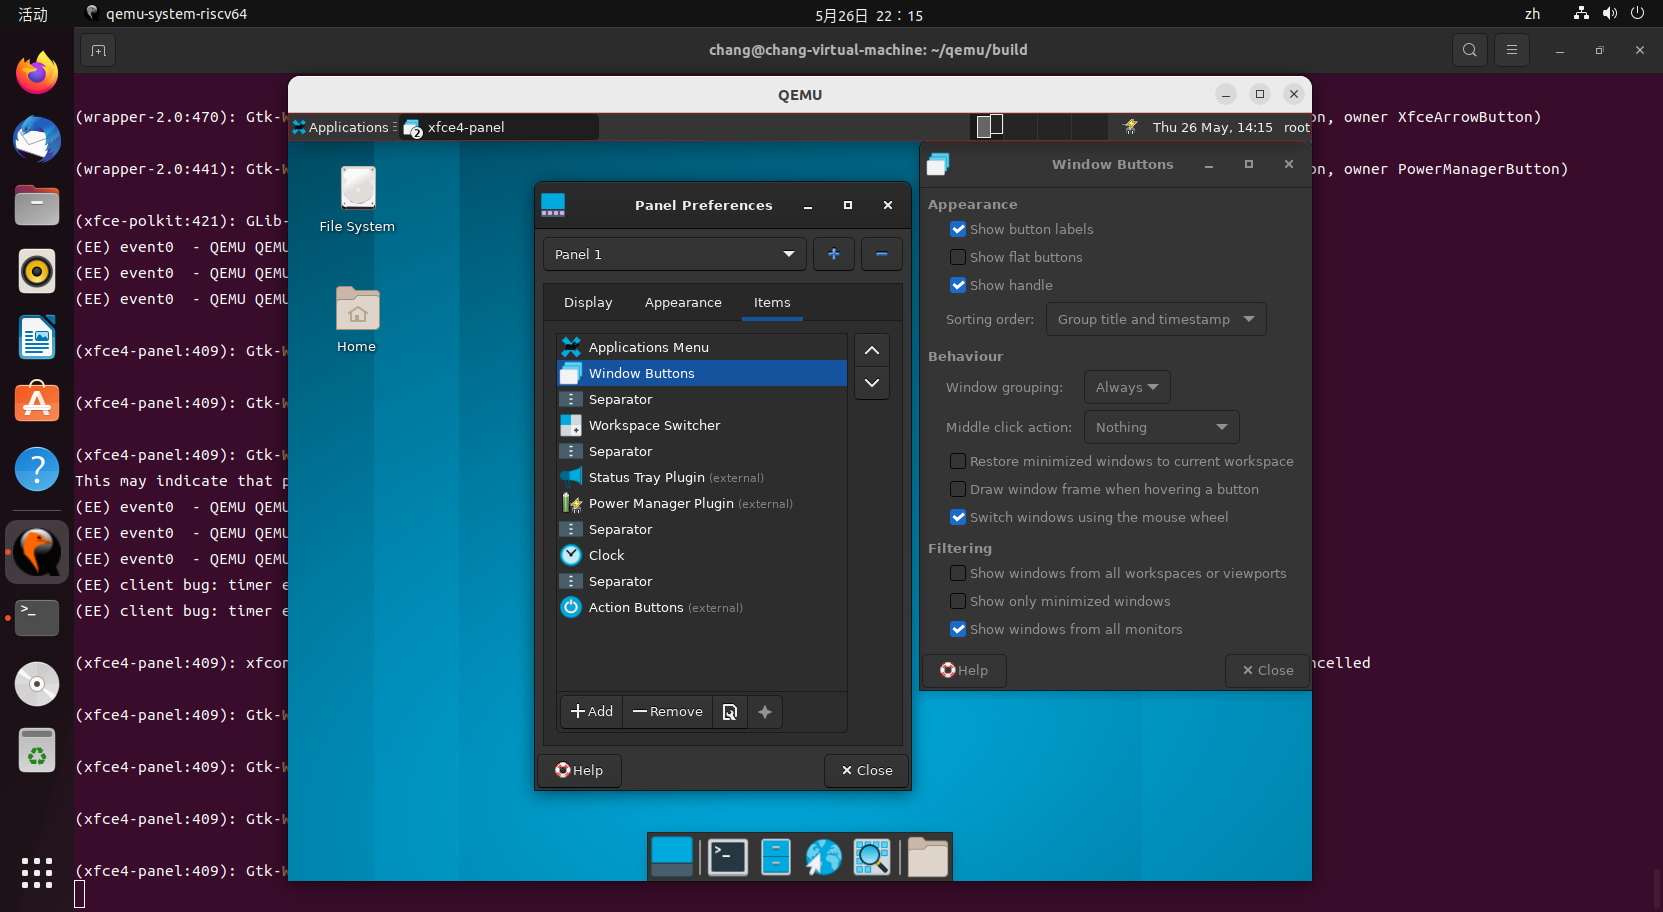 活动
qemu-system-riscv64
5月26日 22：15
zh
chang@chang-virtual-machine: ~/qemu/build
(wrapper-2.0:470): Gtk-W
on, owner XfceArrowButton)
(wrapper-2.0:441): Gtk-W
on, owner PowerManagerButton)
(xfce-polkit:421): GLib-
(EE) event0  - QEMU QEMU
(EE) event0  - QEMU QEMU
(EE) event0  - QEMU QEMU
(xfce4-panel:409): Gtk-W
(xfce4-panel:409): Gtk-W
(xfce4-panel:409): Gtk-W
This may indicate that p
(EE) event0  - QEMU QEMU
(EE) event0  - QEMU QEMU
(EE) event0  - QEMU QEMU
(EE) client bug: timer e
(EE) client bug: timer e
(xfce4-panel:409): xfcon
ncelled
(xfce4-panel:409): Gtk-W
(xfce4-panel:409): Gtk-W
(xfce4-panel:409): Gtk-W
(xfce4-panel:409): Gtk-W
QEMU
Applications
2
xfce4-panel
Thu 26 May, 14:15
root
File System
Home
Panel Preferences
Panel 1
Display
Appearance
Items
Applications Menu
Window Buttons
Separator
Workspace Switcher
Separator
Status Tray Plugin (external)
Power Manager Plugin (external)
Separator
Clock
Separator
Action Buttons (external)
Add
Remove
Help
Close
Window Buttons
Appearance
Show button labels
Show flat buttons
Show handle
Sorting order:
Group title and timestamp
Behaviour
Window grouping:
Always
Middle click action:
Nothing
Restore minimized windows to current workspace
Draw window frame when hovering a button
Switch windows using the mouse wheel
Filtering
Show windows from all workspaces or viewports
Show only minimized windows
Show windows from all monitors
Help
Close